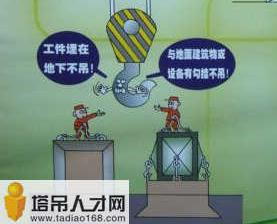 工件埋在
地下不吊！
与地面建筑物或
设备有勾结不吊！
塔吊人才网
www.tadiao168.com